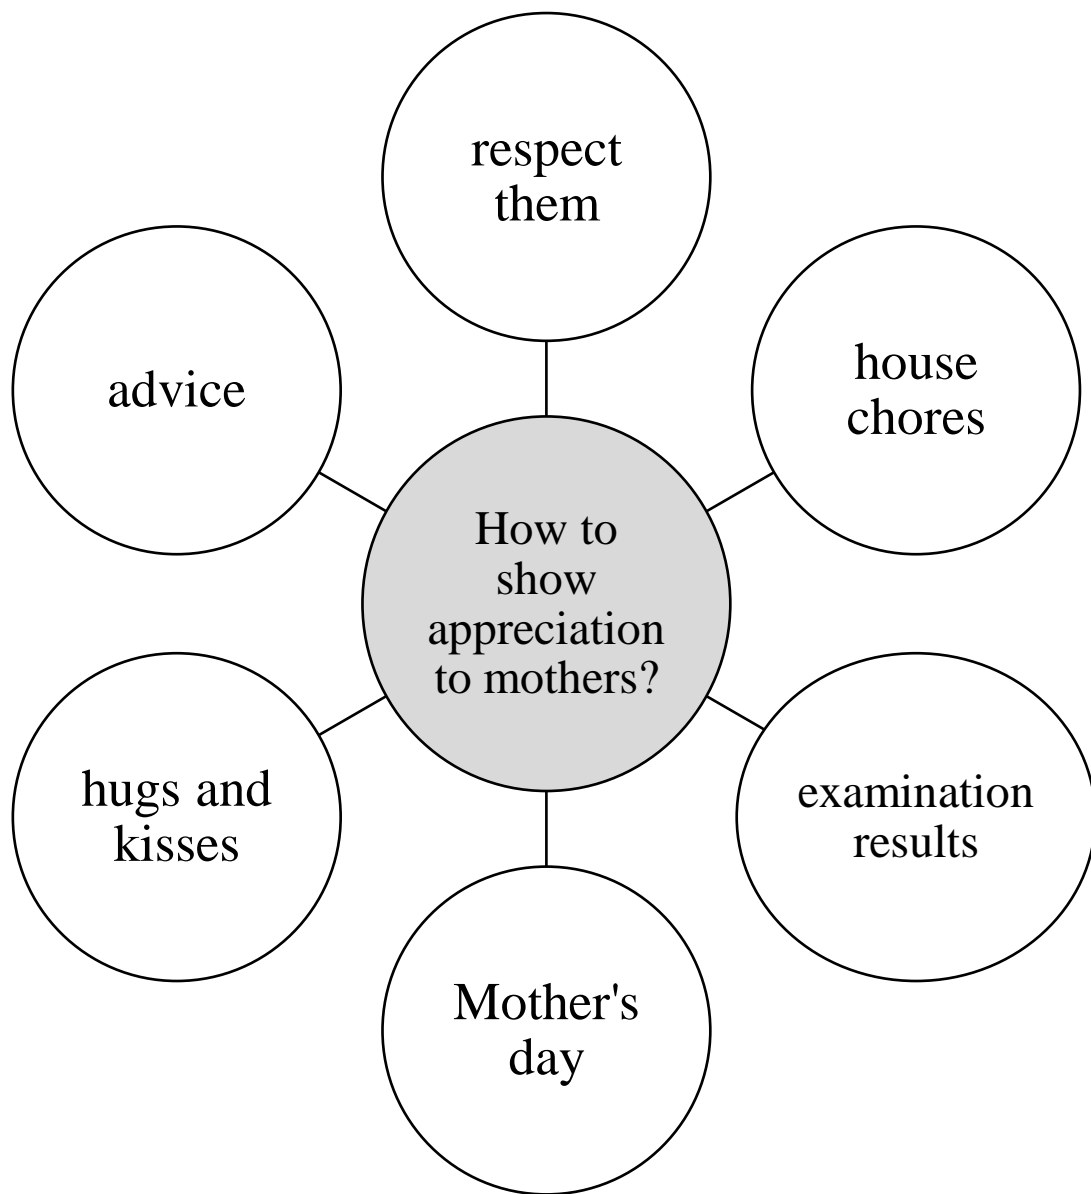 respect
them
advice
house
chores
How to
show
appreciation
to mothers?
hugs and
kisses
examination
results
Mother's
day